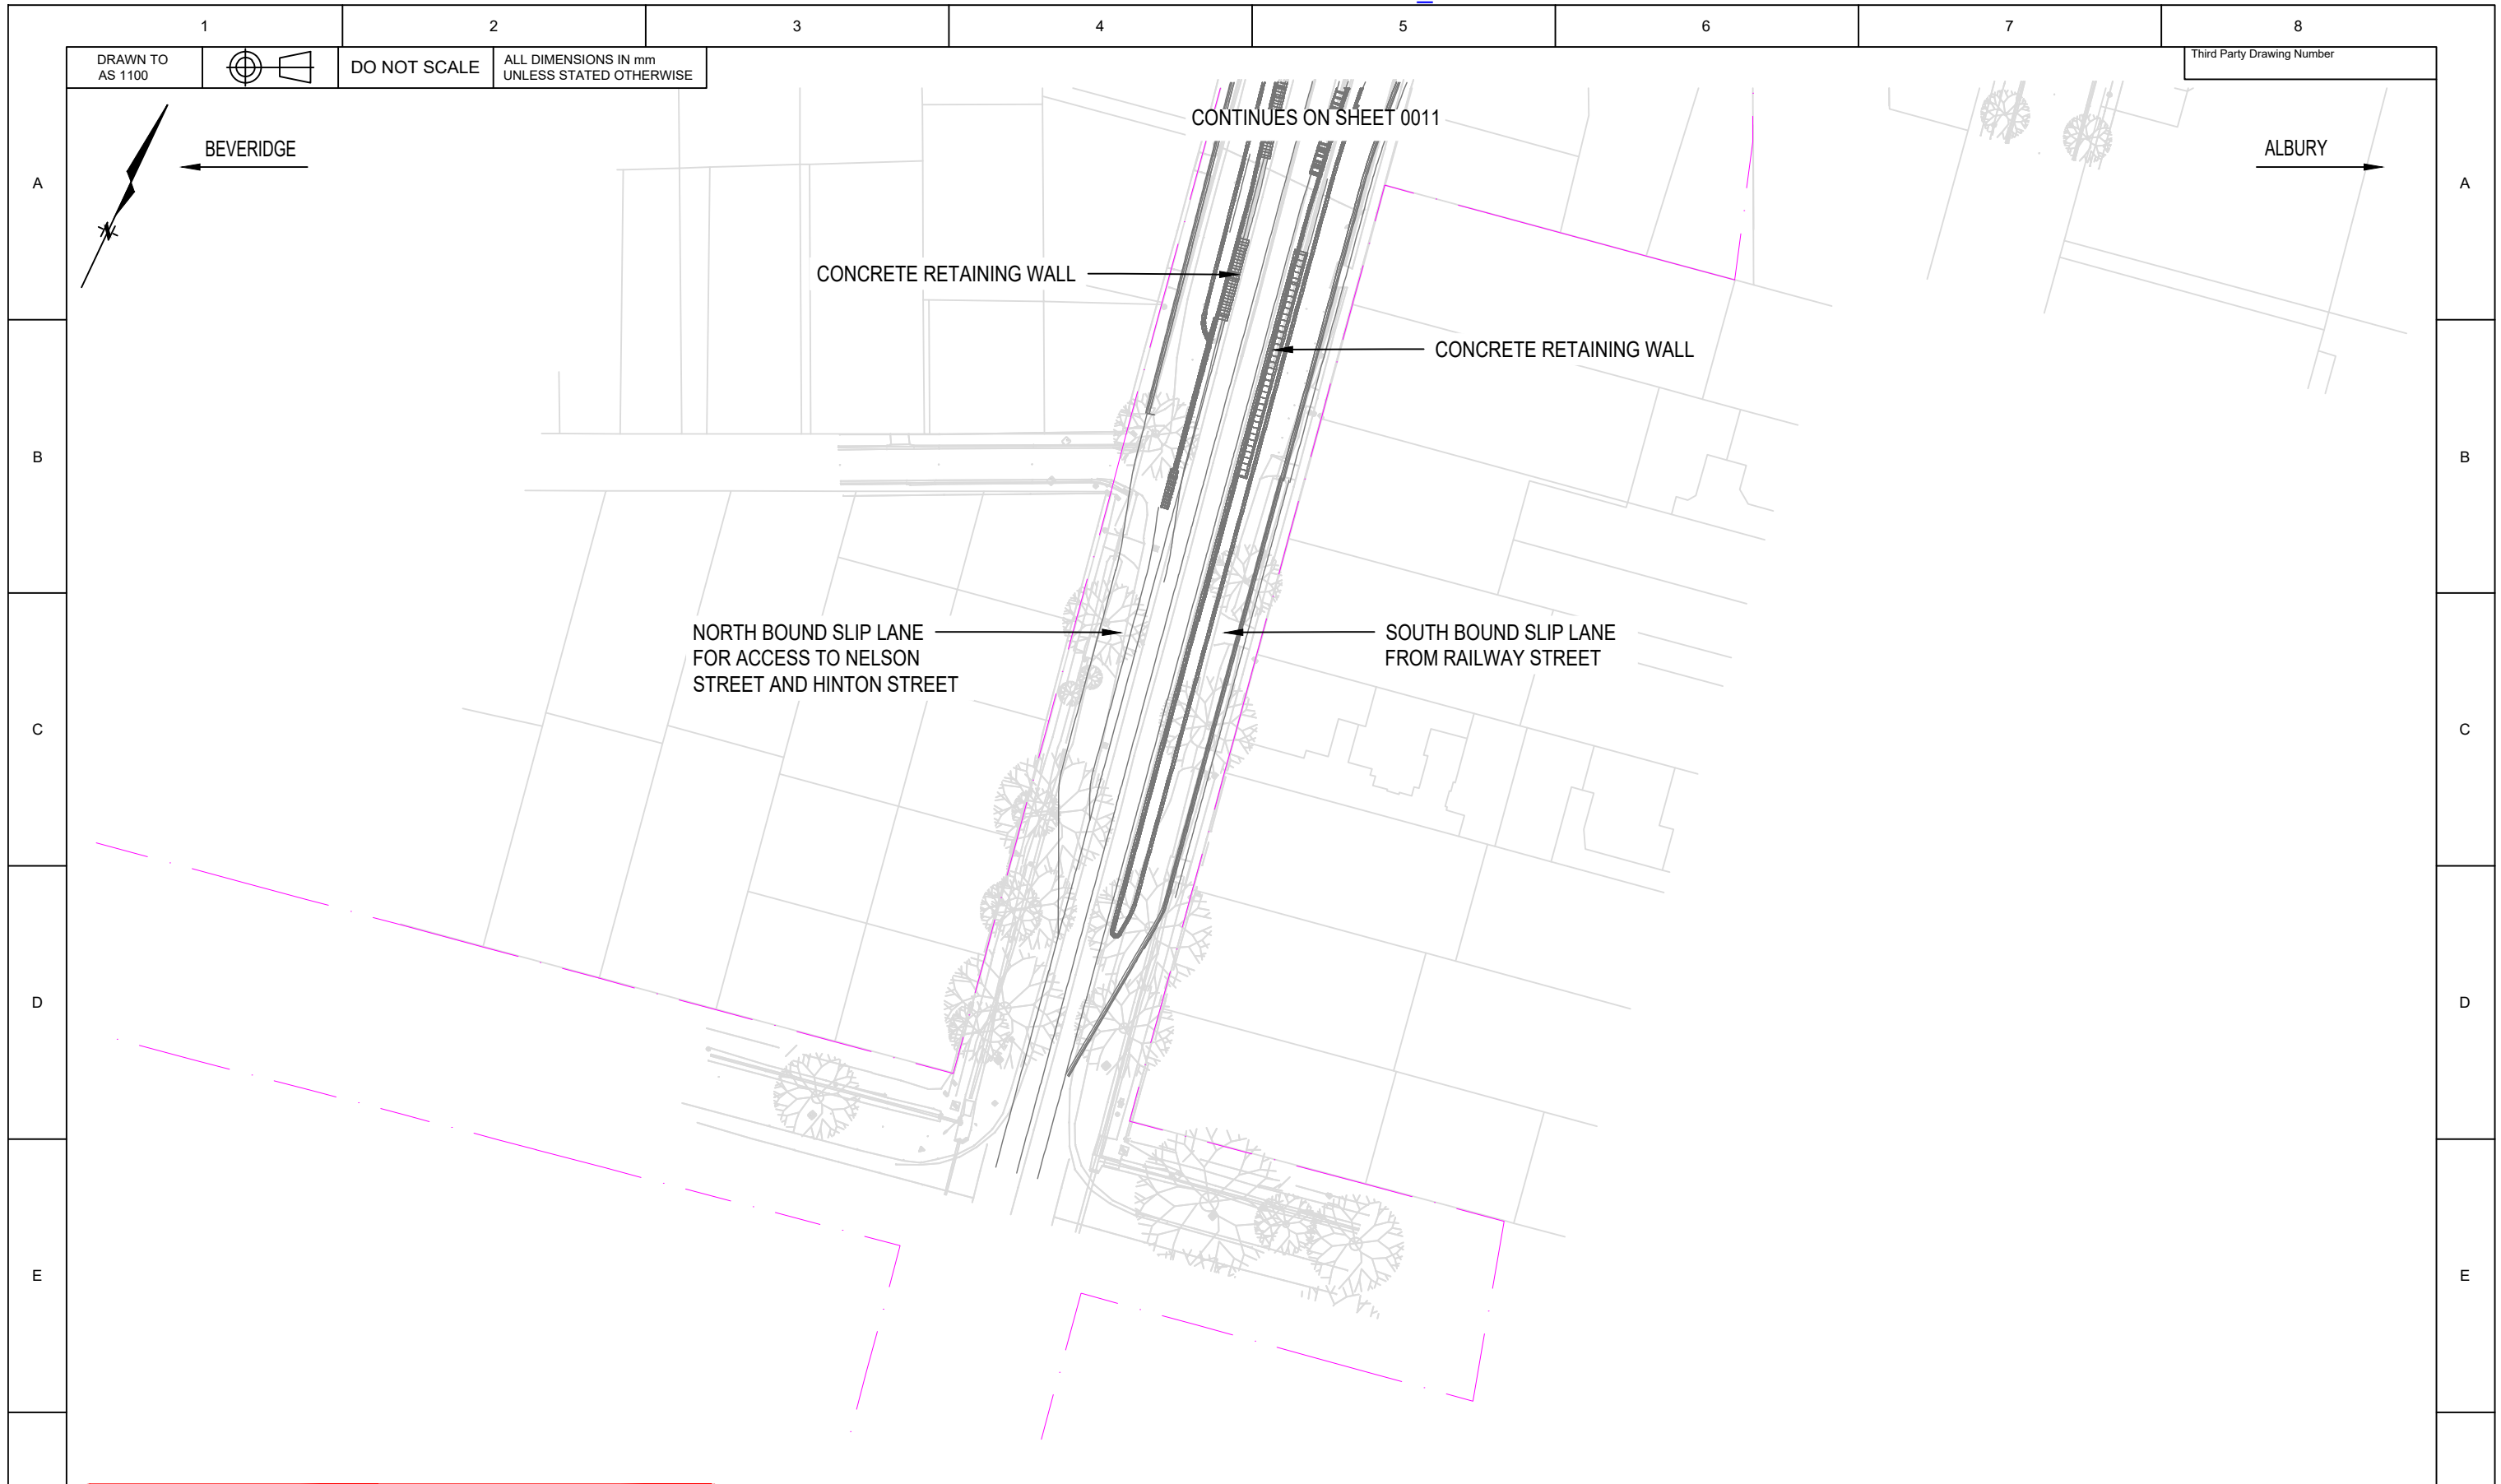 1 2 3 4 5 6 7 8
DRAWN TO
AS 1100
DO NOT SCALE
ALL DIMENSIONS IN mm
UNLESS STATED OTHERWISE
Third Party Drawing Number
CONTINUES ON SHEET 0011
BEVERIDGE
ALBURY
A A
N
CONCRETE RETAINING WALL
CONCRETE RETAINING WALL
B B
NORTH BOUND SLIP LANE
FOR ACCESS TO NELSON
STREET AND HINTON STREET
SOUTH BOUND SLIP LANE
FROM RAILWAY STREET
C C
D D
E E